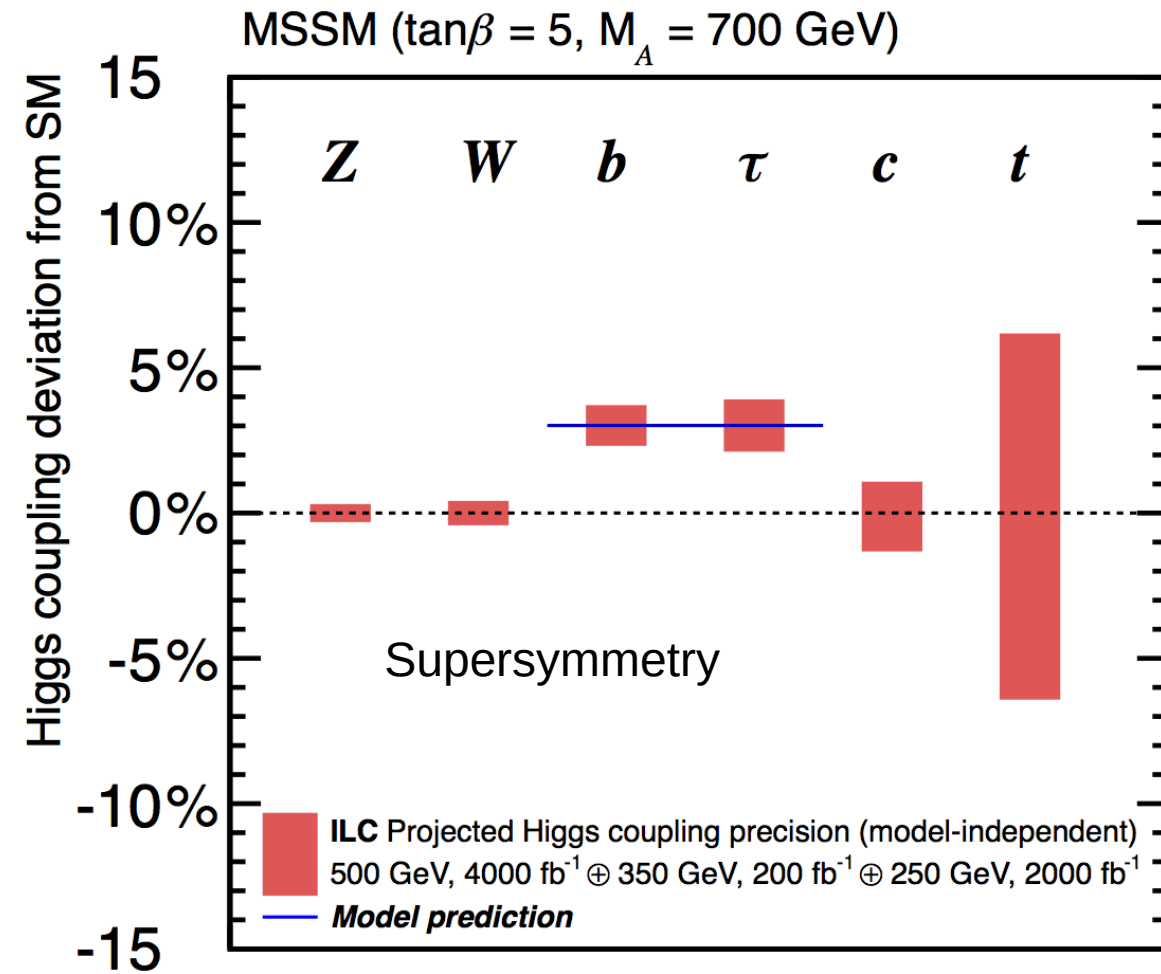 MSSM (tanβ = 5, M_A = 700 GeV)
Higgs coupling deviation from SM
15
10%
5%
0%
-5%
-10%
-15
Z W b τ c t
Supersymmetry
ILC Projected Higgs coupling precision (model-independent)
500 GeV, 4000 fb⁻¹ ⊕ 350 GeV, 200 fb⁻¹ ⊕ 250 GeV, 2000 fb⁻¹
Model prediction